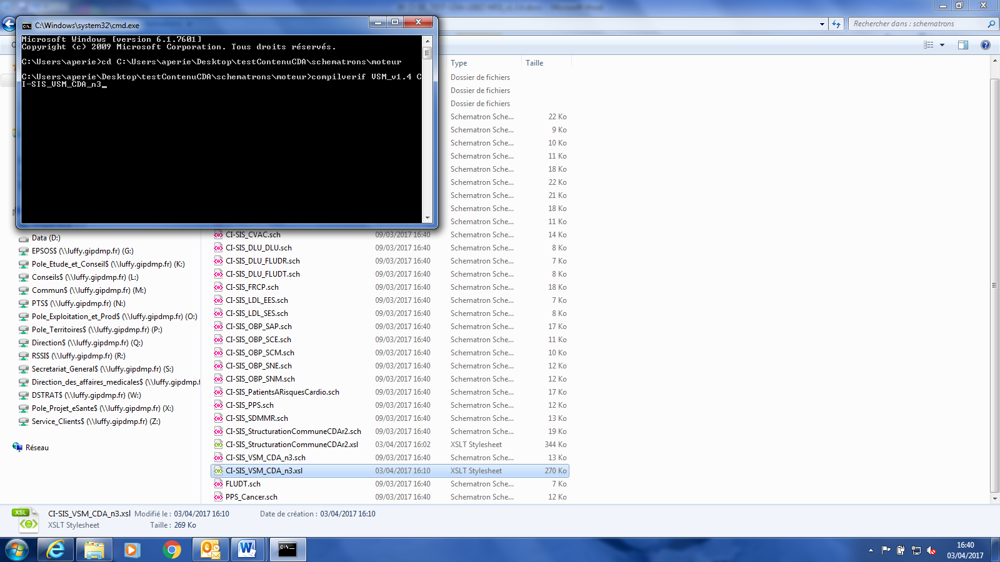 C:\Windows\system32\cmd.exe
Microsoft Windows [version 6.1.7601]
Copyright (c) 2009 Microsoft Corporation. Tous droits réservés.
C:\Users\aperie>cd C:\Users\aperie\Desktop\testContenuCDA\schematrons\moteur
C:\Users\aperie\Desktop\testContenuCDA\schematrons\moteur>compilverif VSM_v1.4 C
I-SIS_VSM_CDA_n3
Rechercher dans : schematrons
Type Taille
Dossier de fichiers
Dossier de fichiers
Dossier de fichiers
Schematron Sche... 22 Ko
Schematron Sche... 9 Ko
Schematron Sche... 10 Ko
Schematron Sche... 11 Ko
Schematron Sche... 18 Ko
Schematron Sche... 22 Ko
Schematron Sche... 21 Ko
Schematron Sche... 18 Ko
Schematron Sche... 11 Ko
CI-SIS_CVAC.sch 09/03/2017 16:40 Schematron Sche... 14 Ko
CI-SIS_DLU_DLU.sch 09/03/2017 16:40 Schematron Sche... 8 Ko
CI-SIS_DLU_FLUDR.sch 09/03/2017 16:40 Schematron Sche... 7 Ko
CI-SIS_DLU_FLUDT.sch 09/03/2017 16:40 Schematron Sche... 8 Ko
CI-SIS_FRCP.sch 09/03/2017 16:40 Schematron Sche... 18 Ko
CI-SIS_LDL_EES.sch 09/03/2017 16:40 Schematron Sche... 7 Ko
CI-SIS_LDL_SES.sch 09/03/2017 16:40 Schematron Sche... 8 Ko
CI-SIS_OBP_SAP.sch 09/03/2017 16:40 Schematron Sche... 17 Ko
CI-SIS_OBP_SCE.sch 09/03/2017 16:40 Schematron Sche... 11 Ko
CI-SIS_OBP_SCM.sch 09/03/2017 16:40 Schematron Sche... 10 Ko
CI-SIS_OBP_SNE.sch 09/03/2017 16:40 Schematron Sche... 12 Ko
CI-SIS_OBP_SNM.sch 09/03/2017 16:40 Schematron Sche... 12 Ko
CI-SIS_PatientsARisquesCardio.sch 09/03/2017 16:40 Schematron Sche... 17 Ko
CI-SIS_PPS.sch 09/03/2017 16:40 Schematron Sche... 12 Ko
CI-SIS_SDMMR.sch 09/03/2017 16:40 Schematron Sche... 13 Ko
CI-SIS_StructurationCommuneCDAr2.sch 09/03/2017 16:40 Schematron Sche... 19 Ko
CI-SIS_StructurationCommuneCDAr2.xsl 03/04/2017 16:02 XSLT Stylesheet 344 Ko
CI-SIS_VSM_CDA_n3.sch 09/03/2017 16:40 Schematron Sche... 13 Ko
CI-SIS_VSM_CDA_n3.xsl 03/04/2017 16:10 XSLT Stylesheet 270 Ko
FLUDT.sch 09/03/2017 16:40 Schematron Sche... 7 Ko
PPS_Cancer.sch 09/03/2017 16:40 Schematron Sche... 12 Ko
Data (D:)
EPSOS$ (\\luffy.gipdmp.fr) (G:)
Pole_Etude_et_Conseil$ (\\luffy.gipdmp.fr) (K:)
Conseils$ (\\luffy.gipdmp.fr) (L:)
Commun$ (\\luffy.gipdmp.fr) (M:)
PTS$ (\\luffy.gipdmp.fr) (N:)
Pole_Exploitation_et_Prod$ (\\luffy.gipdmp.fr) (O:)
Pole_Territoires$ (\\luffy.gipdmp.fr) (P:)
Direction$ (\\luffy.gipdmp.fr) (Q:)
RSSI$ (\\luffy.gipdmp.fr) (R:)
Secretariat_General$ (\\luffy.gipdmp.fr) (S:)
Direction_des_affaires_medicales$ (\\luffy.gipdmp.f
DSTRAT$ (\\luffy.gipdmp.fr) (W:)
Pole_Projet_eSante$ (\\luffy.gipdmp.fr) (X:)
Service_Clients$ (\\luffy.gipdmp.fr) (Z:)
Réseau
XSL
CI-SIS_VSM_CDA_n3.xsl Modifié le : 03/04/2017 16:10 Date de création : 03/04/2017 16:10
XSLT Stylesheet Taille : 269 Ko
16:40
03/04/2017